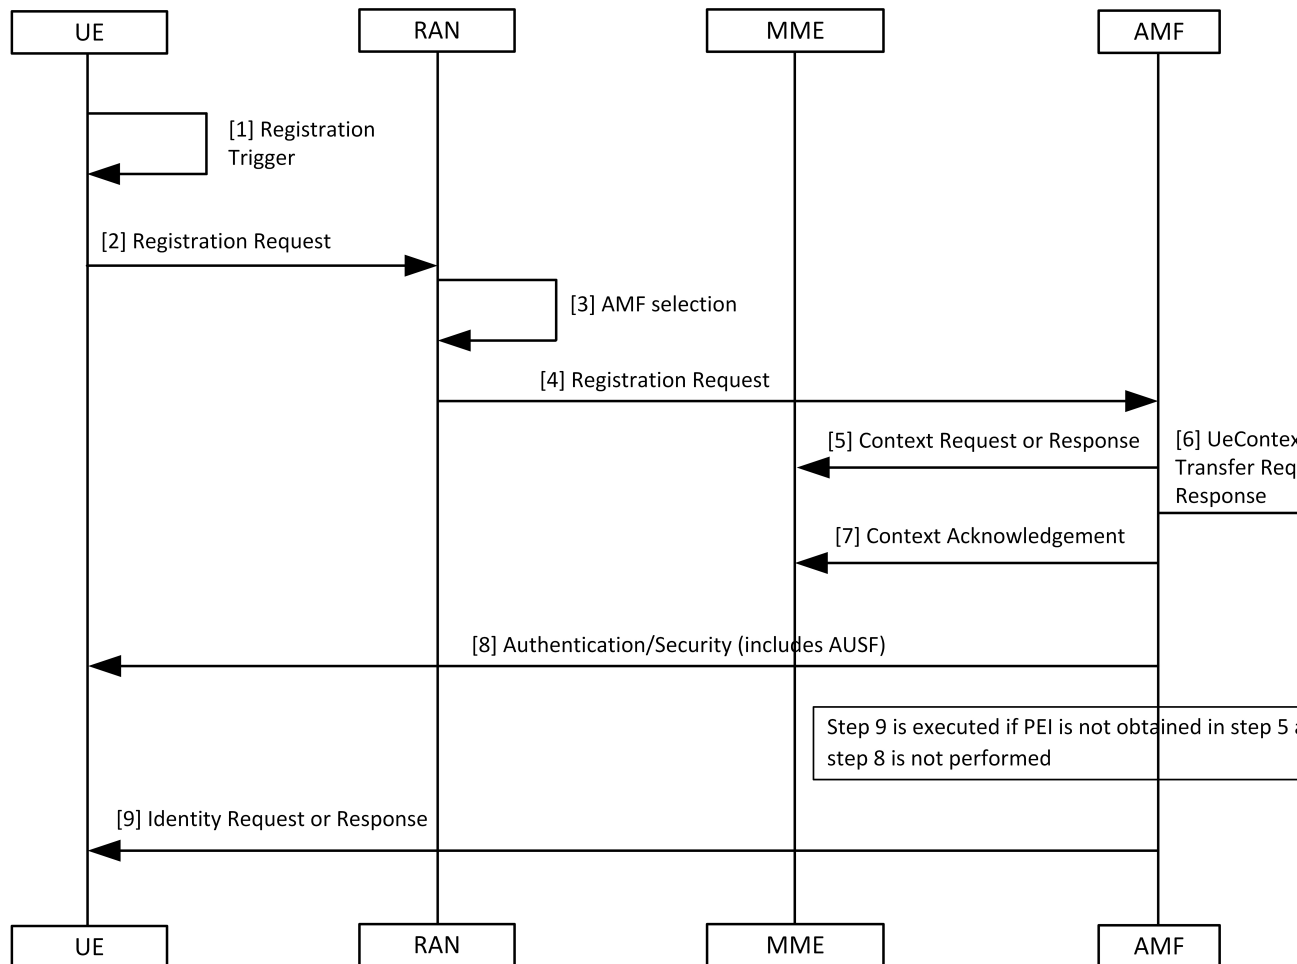 UE
RAN
MME
AMF
[1] Registration
Trigger
[2] Registration Request
[3] AMF selection
[4] Registration Request
[5] Context Request or Response
[6]
Transfer
Response
[7] Context Acknowledgement
[8] Authentication/Security (includes AUSF)
Step 9 is executed if PEI is not obtained in step 5
step 8 is not performed
[9] Identity Request or Response
UE
RAN
MME
AMF